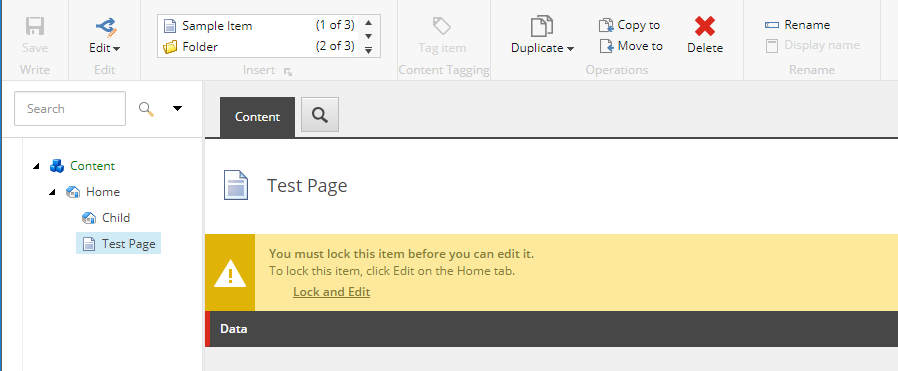 Save
Write
Edit
Edit
Sample Item (1 of 3)
Folder (2 of 3)
Insert
Tag item
Content Tagging
Duplicate
Copy to
Move to
Delete
Operations
Rename
Display name
Rename
Search
Content
Home
Child
Test Page
Content
Test Page
You must lock this item before you can edit it.
To lock this item, click Edit on the Home tab.
Lock and Edit
Data